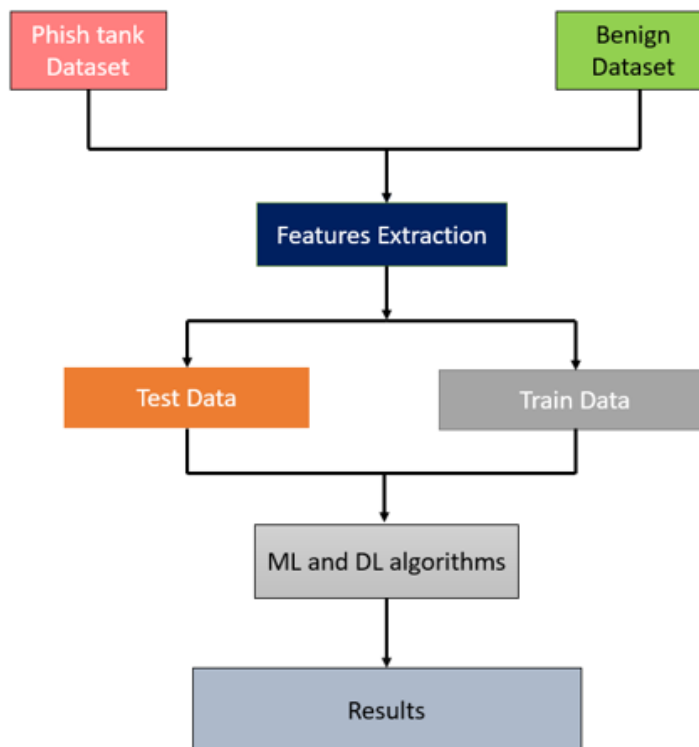 Phish tank
Dataset
Benign
Dataset
Features Extraction
Test Data
Train Data
ML and DL algorithms
Results